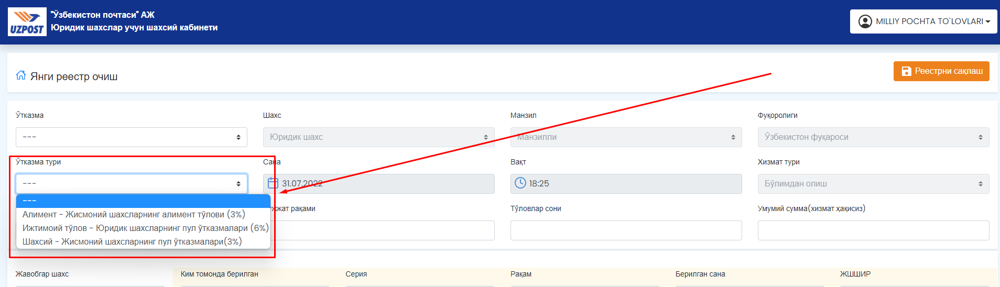 "Ўзбекистон почтаси" АЖ
Юридик шахслар учун шахсий кабинети
UZPOST
MILLIY POCHTA TO`LOVLARI
Янги реестр очиш
Реестрни сақлаш
Ўтказма
Шахс
Манзил
Фуқоролиги
---
Юридик шахс
Манзилли
Ўзбекистон фуқароси
Ўтказма тури
Сана
Вақт
Хизмат тури
---
31.07.2022
18:25
Бўлимдан олиш
---
Алимент - Жисмоний шахсларнинг алимент тўлови (3%)
Ижтимоий тўлов - Юридик шахсларнинг пул ўтказмалари (6%)
Шахсий - Жисмоний шахсларнинг пул ўтказмалари(3%)
рақами
Тўловлар сони
Умумий сумма(хизмат ҳақисиз)
Жавобгар шахс
Ким томонда берилган
Серия
Рақам
Берилган сана
ЖШШИР